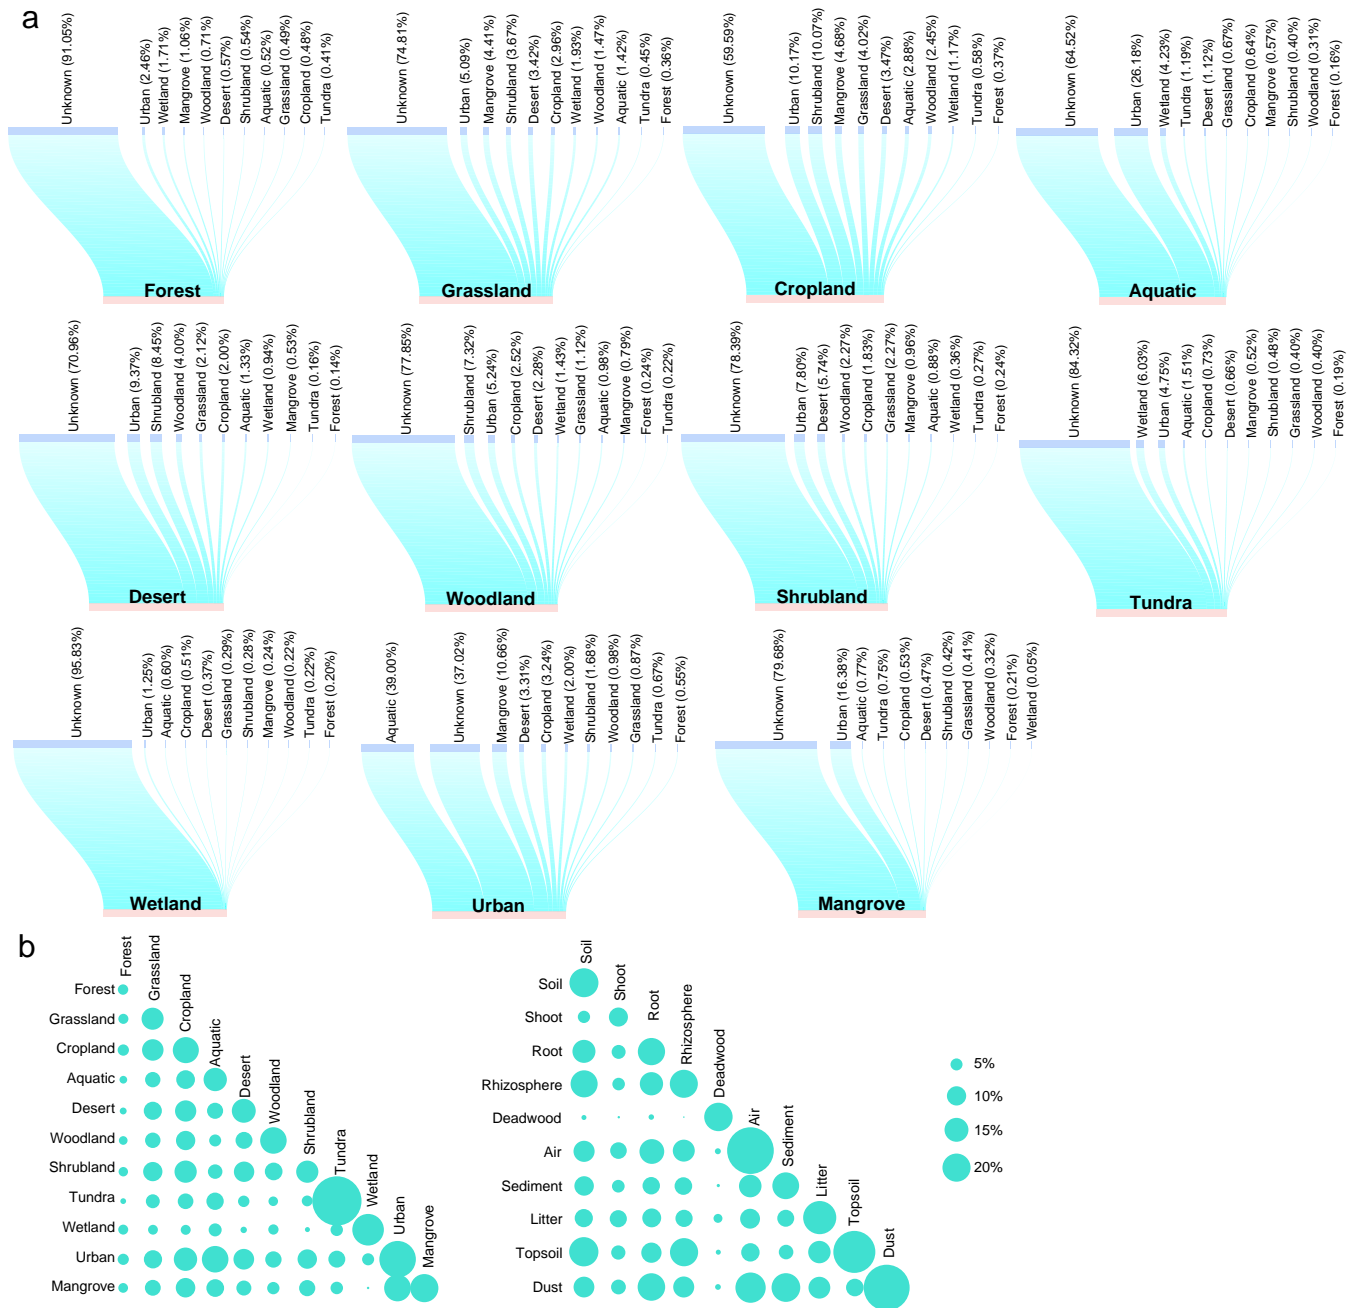 a
Unknown (91.05%)
Urban (2.46%)
Wetland (1.71%)
Mangrove (1.06%)
Woodland (0.71%)
Desert (0.57%)
Shrubland (0.54%)
Aquatic (0.52%)
Grassland (0.49%)
Cropland (0.48%)
Tundra (0.41%)
Forest
Unknown (74.81%)
Urban (5.09%)
Mangrove (4.41%)
Shrubland (3.67%)
Desert (3.42%)
Cropland (2.96%)
Wetland (1.93%)
Woodland (1.47%)
Aquatic (1.42%)
Tundra (0.45%)
Forest (0.36%)
Grassland
Unknown (59.59%)
Urban (10.17%)
Shrubland (10.07%)
Mangrove (4.68%)
Grassland (4.02%)
Desert (3.47%)
Aquatic (2.88%)
Woodland (2.45%)
Wetland (1.17%)
Tundra (0.58%)
Forest (0.37%)
Cropland
Unknown (64.52%)
Urban (26.18%)
Wetland (4.23%)
Tundra (1.19%)
Desert (1.12%)
Grassland (0.67%)
Cropland (0.64%)
Mangrove (0.57%)
Shrubland (0.40%)
Woodland (0.31%)
Forest (0.16%)
Aquatic
Unknown (70.96%)
Urban (9.37%)
Shrubland (8.45%)
Woodland (4.00%)
Grassland (2.12%)
Cropland (2.00%)
Aquatic (1.33%)
Wetland (0.94%)
Mangrove (0.53%)
Tundra (0.16%)
Forest (0.14%)
Desert
Unknown (77.85%)
Shrubland (7.32%)
Urban (5.24%)
Cropland (2.52%)
Desert (2.28%)
Wetland (1.43%)
Grassland (1.12%)
Aquatic (0.98%)
Mangrove (0.79%)
Forest (0.24%)
Tundra (0.22%)
Woodland
Unknown (78.39%)
Urban (7.80%)
Desert (5.74%)
Woodland (2.27%)
Cropland (1.83%)
Grassland (2.27%)
Mangrove (0.96%)
Aquatic (0.88%)
Wetland (0.36%)
Tundra (0.27%)
Forest (0.24%)
Shrubland
Unknown (84.32%)
Wetland (6.03%)
Urban (4.75%)
Aquatic (1.51%)
Cropland (0.73%)
Desert (0.66%)
Mangrove (0.52%)
Shrubland (0.48%)
Grassland (0.40%)
Woodland (0.40%)
Forest (0.19%)
Tundra
Unknown (95.83%)
Urban (1.25%)
Aquatic (0.60%)
Cropland (0.51%)
Desert (0.37%)
Grassland (0.29%)
Shrubland (0.28%)
Mangrove (0.24%)
Woodland (0.22%)
Tundra (0.22%)
Forest (0.20%)
Wetland
Aquatic (39.00%)
Unknown (37.02%)
Mangrove (10.66%)
Desert (3.31%)
Cropland (3.24%)
Wetland (2.00%)
Shrubland (1.68%)
Woodland (0.98%)
Grassland (0.87%)
Tundra (0.67%)
Forest (0.55%)
Urban
Unknown (79.68%)
Urban (16.38%)
Aquatic (0.77%)
Tundra (0.75%)
Cropland (0.53%)
Desert (0.47%)
Shrubland (0.42%)
Grassland (0.41%)
Woodland (0.32%)
Forest (0.21%)
Wetland (0.05%)
Mangrove
b
Forest
Grassland
Cropland
Aquatic
Desert
Woodland
Shrubland
Tundra
Wetland
Urban
Mangrove
Forest
Grassland
Cropland
Aquatic
Desert
Woodland
Shrubland
Tundra
Wetland
Urban
Mangrove
Soil
Shoot
Root
Rhizosphere
Deadwood
Air
Sediment
Litter
Topsoil
Dust
Soil
Shoot
Root
Rhizosphere
Deadwood
Air
Sediment
Litter
Topsoil
Dust
5%
10%
15%
20%